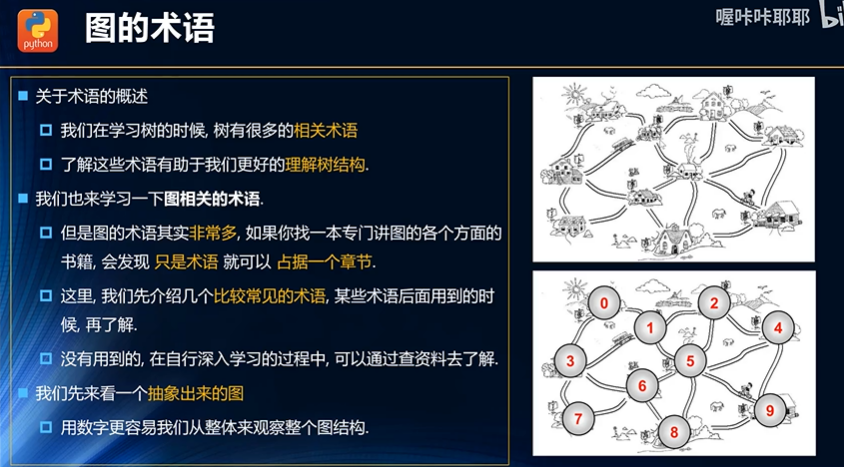 python
图的术语
喔咔咔耶耶
关于术语的概述
我们在学习树的时候, 树有很多的相关术语
了解这些术语有助于我们更好的理解树结构.
我们也来学习一下图相关的术语.
但是图的术语其实非常多, 如果你找一本专门讲图的各个方面的
书籍, 会发现 只是术语 就可以 占据一个章节.
这里, 我们先介绍几个比较常见的术语, 某些术语后面用到的时
候, 再了解.
没有用到的, 在自行深入学习的过程中, 可以通过查资料去了解.
我们先来看一个抽象出来的图
用数字更容易我们从整体来观察整个图结构.
0
2
1
4
3
5
6
7
9
8